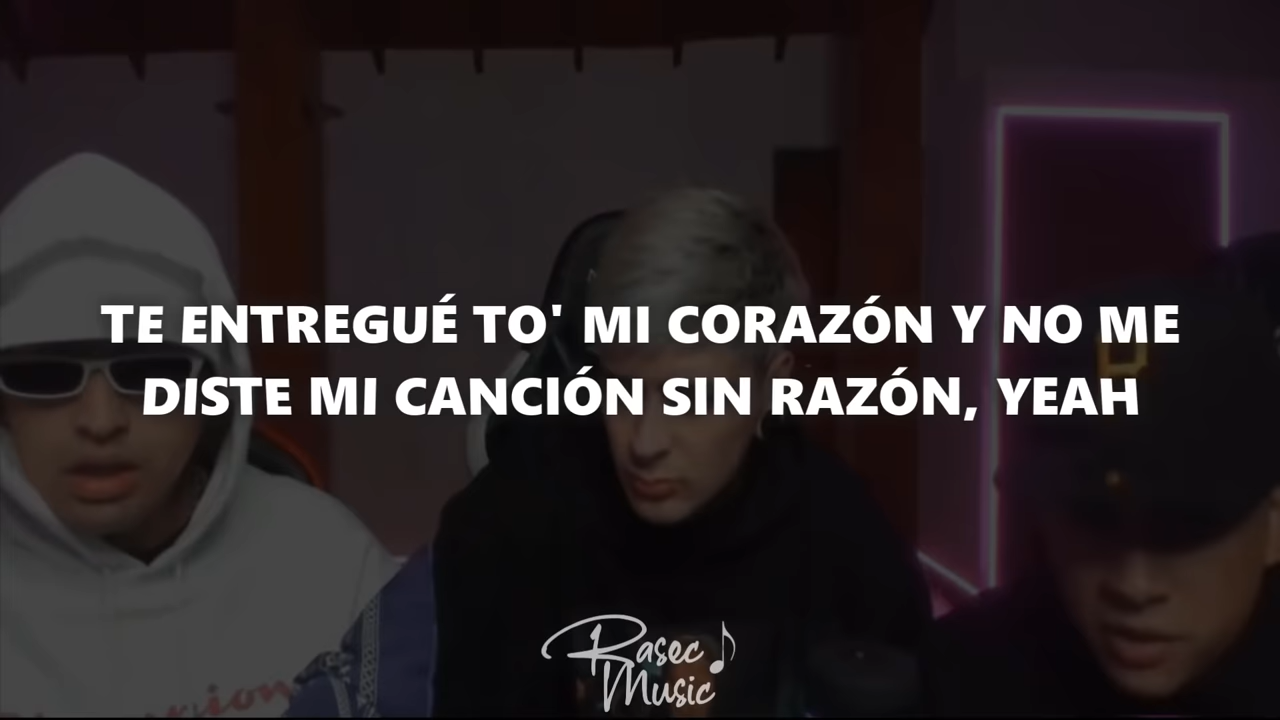 TE ENTREGUÉ TO' MI CORAZÓN Y NO ME
DISTE MI CANCIÓN SIN RAZÓN, YEAH
Rasec
Music